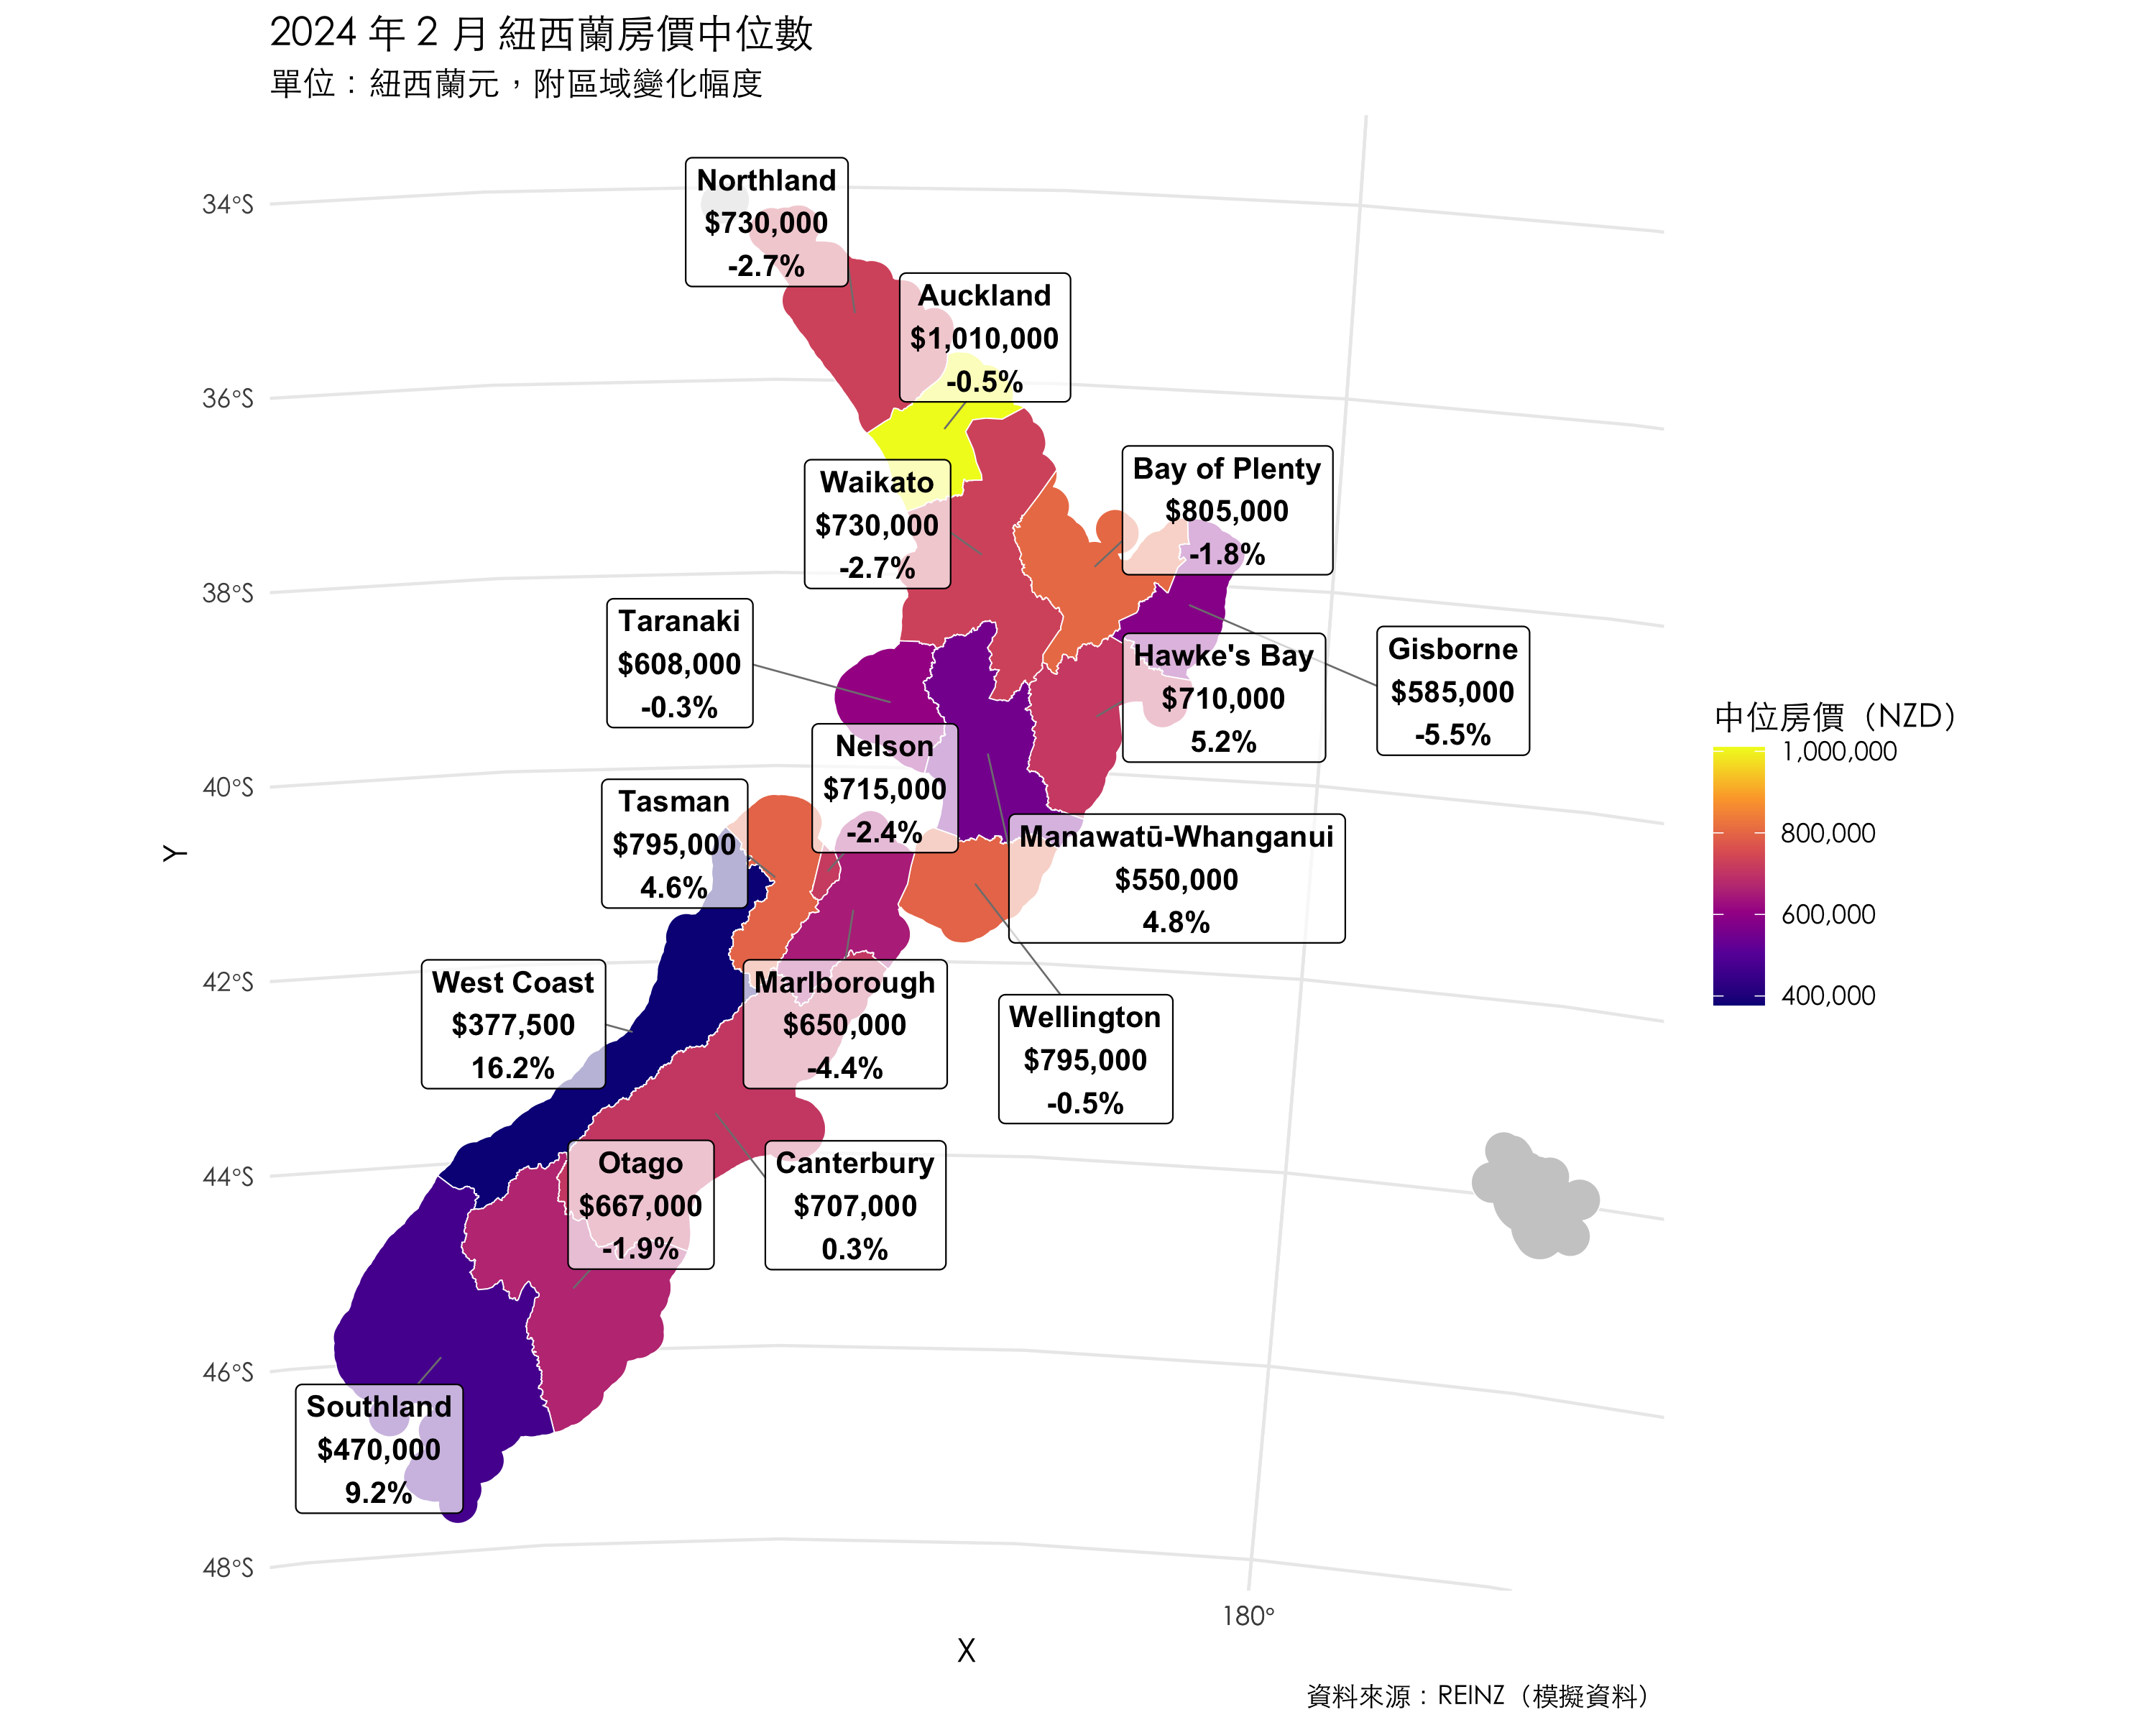 2024 年 2 月 紐西蘭房價中位數
單位：紐西蘭元，附區域變化幅度
34°S
36°S
38°S
40°S
42°S
44°S
46°S
48°S
Y
Northland
$730,000
-2.7%
Auckland
$1,010,000
-0.5%
Waikato
$730,000
-2.7%
Bay of Plenty
$805,000
-1.8%
Taranaki
$608,000
-0.3%
Hawke's Bay
$710,000
5.2%
Gisborne
$585,000
-5.5%
Nelson
$715,000
-2.4%
Tasman
$795,000
4.6%
Manawatū-Whanganui
$550,000
4.8%
West Coast
$377,500
16.2%
Marlborough
$650,000
-4.4%
Wellington
$795,000
-0.5%
Otago
$667,000
-1.9%
Canterbury
$707,000
0.3%
Southland
$470,000
9.2%
中位房價（NZD）
1,000,000
800,000
600,000
400,000
180°
X
資料來源：REINZ（模擬資料）